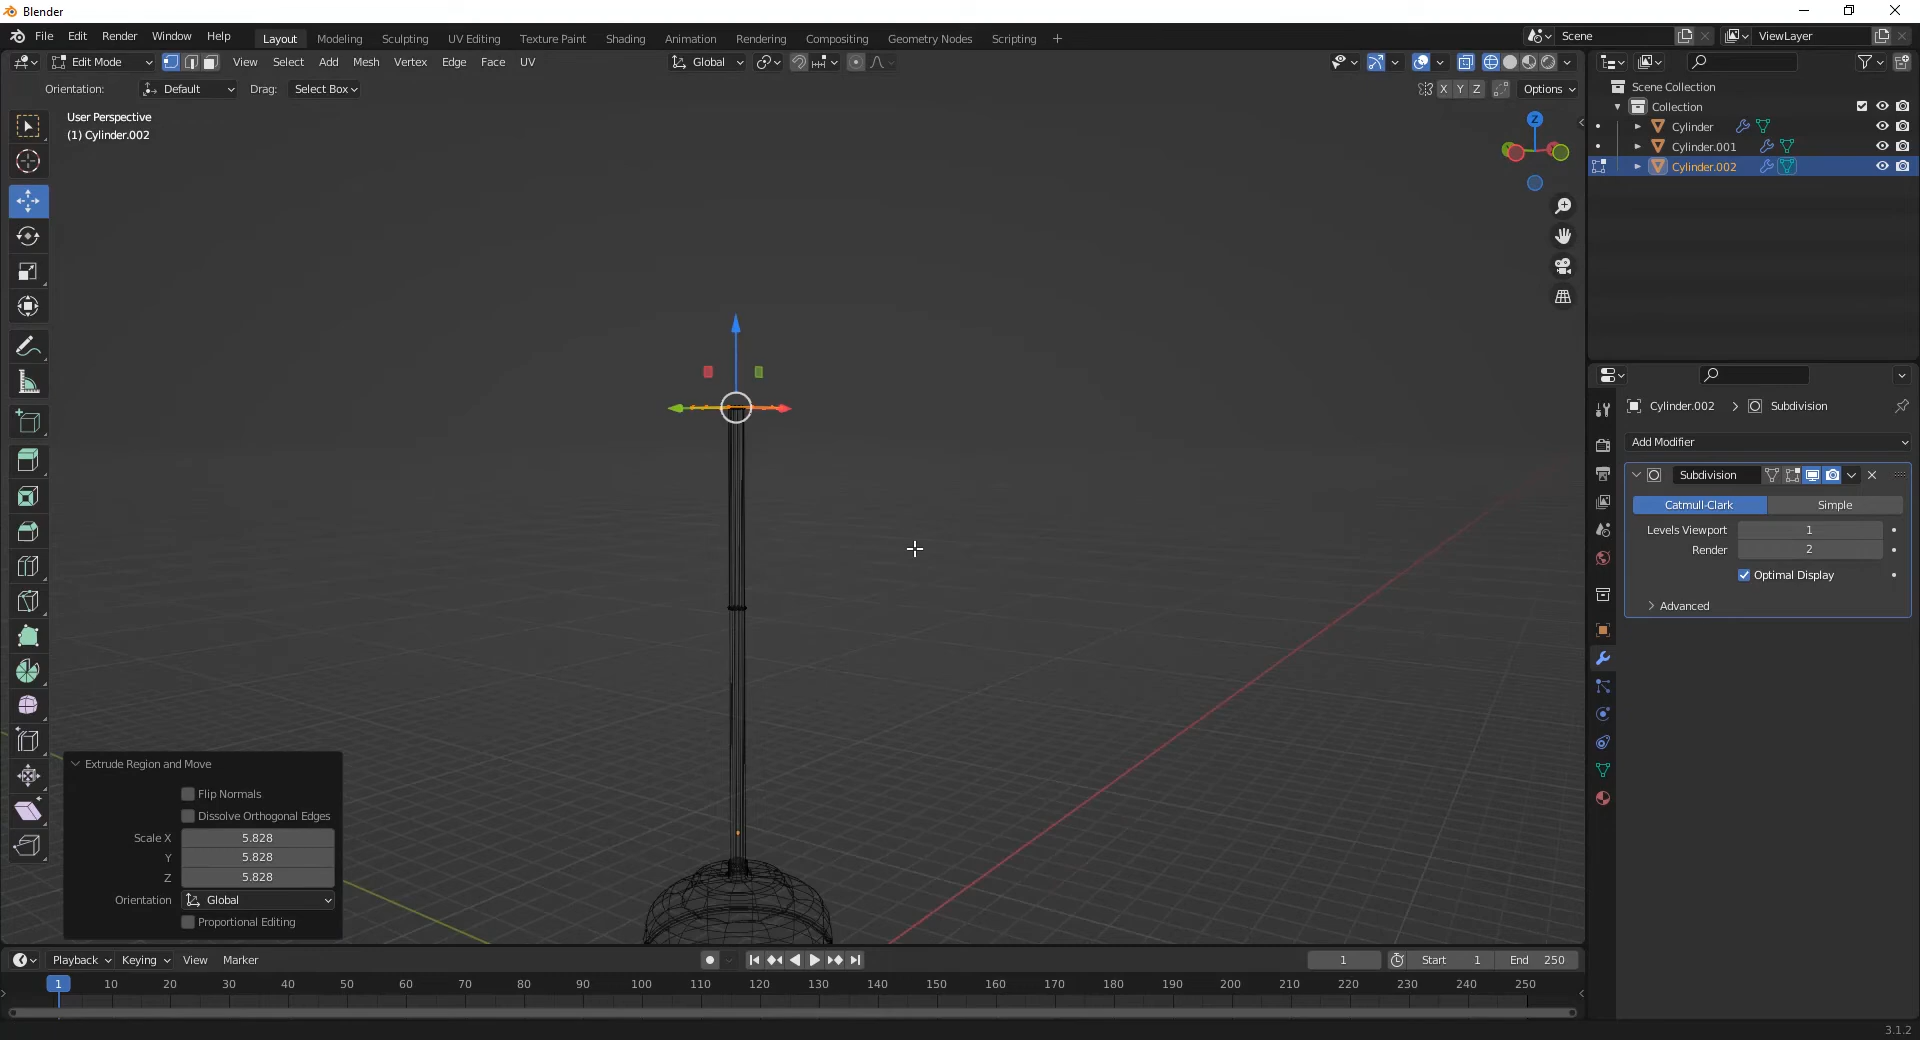 Blender
File Edit Render Window Help Layout Modeling Sculpting UV Editing Texture Paint Shading Animation Rendering Compositing Geometry Nodes Scripting + Scene ViewLayer
Edit Mode View Select Add Mesh Vertex Edge Face UV Global
Orientation: Default Drag: Select Box X Y Z Options
User Perspective
(1) Cylinder.002
Z
Scene Collection
Collection
Cylinder
Cylinder.001
Cylinder.002
Cylinder.002 > Subdivision
Add Modifier
Subdivision
Catmull-Clark Simple
Levels Viewport 1
Render 2
Optimal Display
Advanced
Extrude Region and Move
Flip Normals
Dissolve Orthogonal Edges
Scale X 5.828
Y 5.828
Z 5.828
Orientation Global
Proportional Editing
Playback Keying View Marker 1 Start 1 End 250
1 10 20 30 40 50 60 70 80 90 100 110 120 130 140 150 160 170 180 190 200 210 220 230 240 250
3.1.2